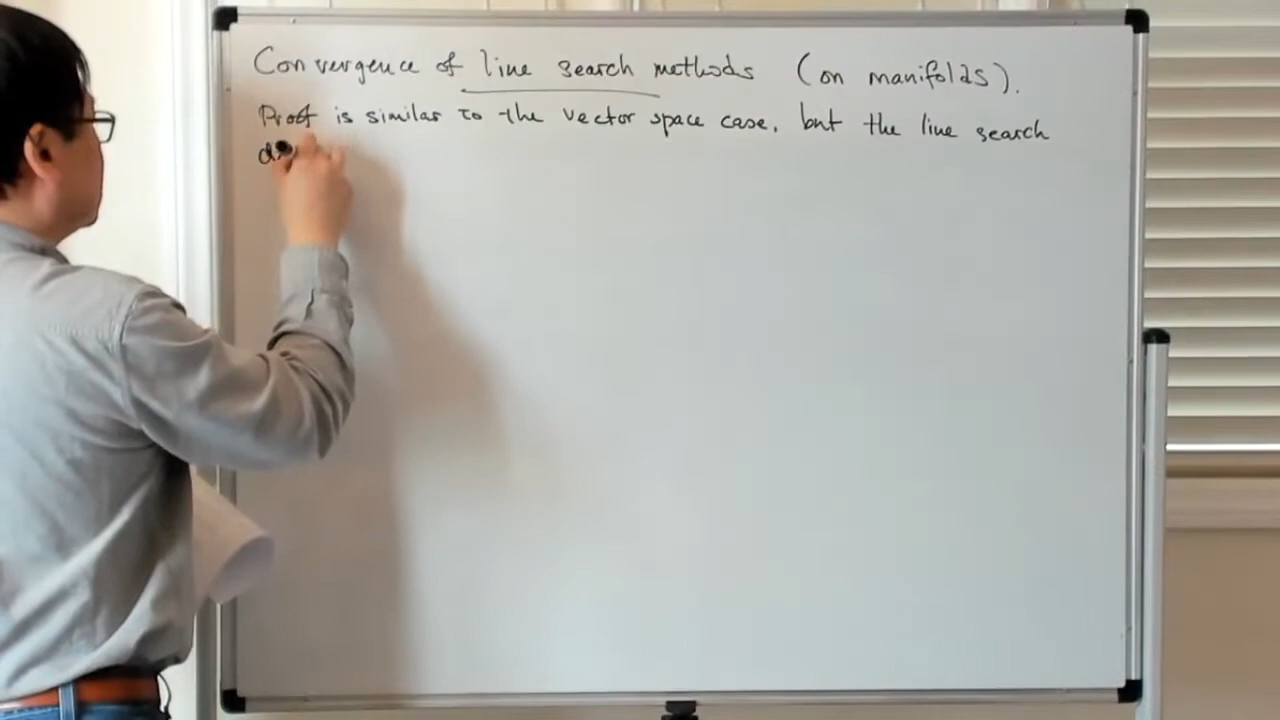 Convergence of line search methods (on manifolds).
Proof is similar to the vector space case, but the line search